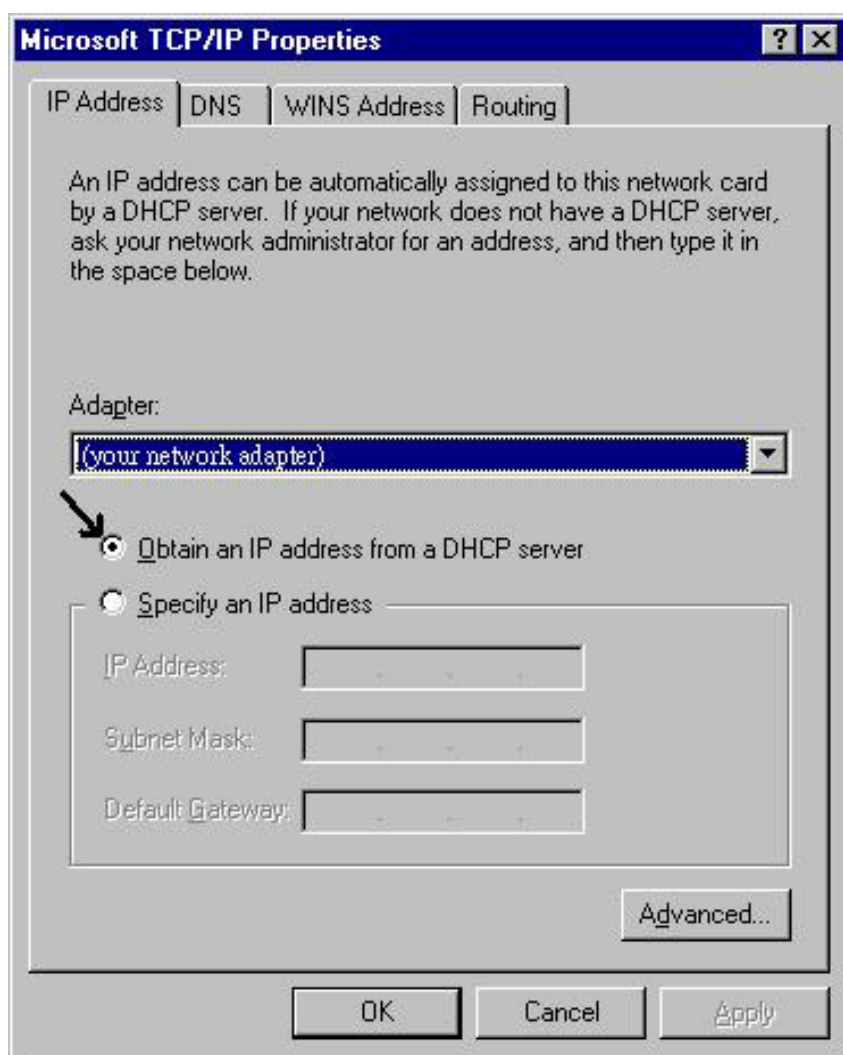 Microsoft TCP/IP Properties
IP Address DNS WINS Address Routing
An IP address can be automatically assigned to this network card
by a DHCP server. If your network does not have a DHCP server,
ask your network administrator for an address, and then type it in
the space below.
Adapter:
(your network adapter)
Obtain an IP address from a DHCP server
Specify an IP address
IP Address:
Subnet Mask:
Default Gateway:
Advanced...
OK Cancel Apply